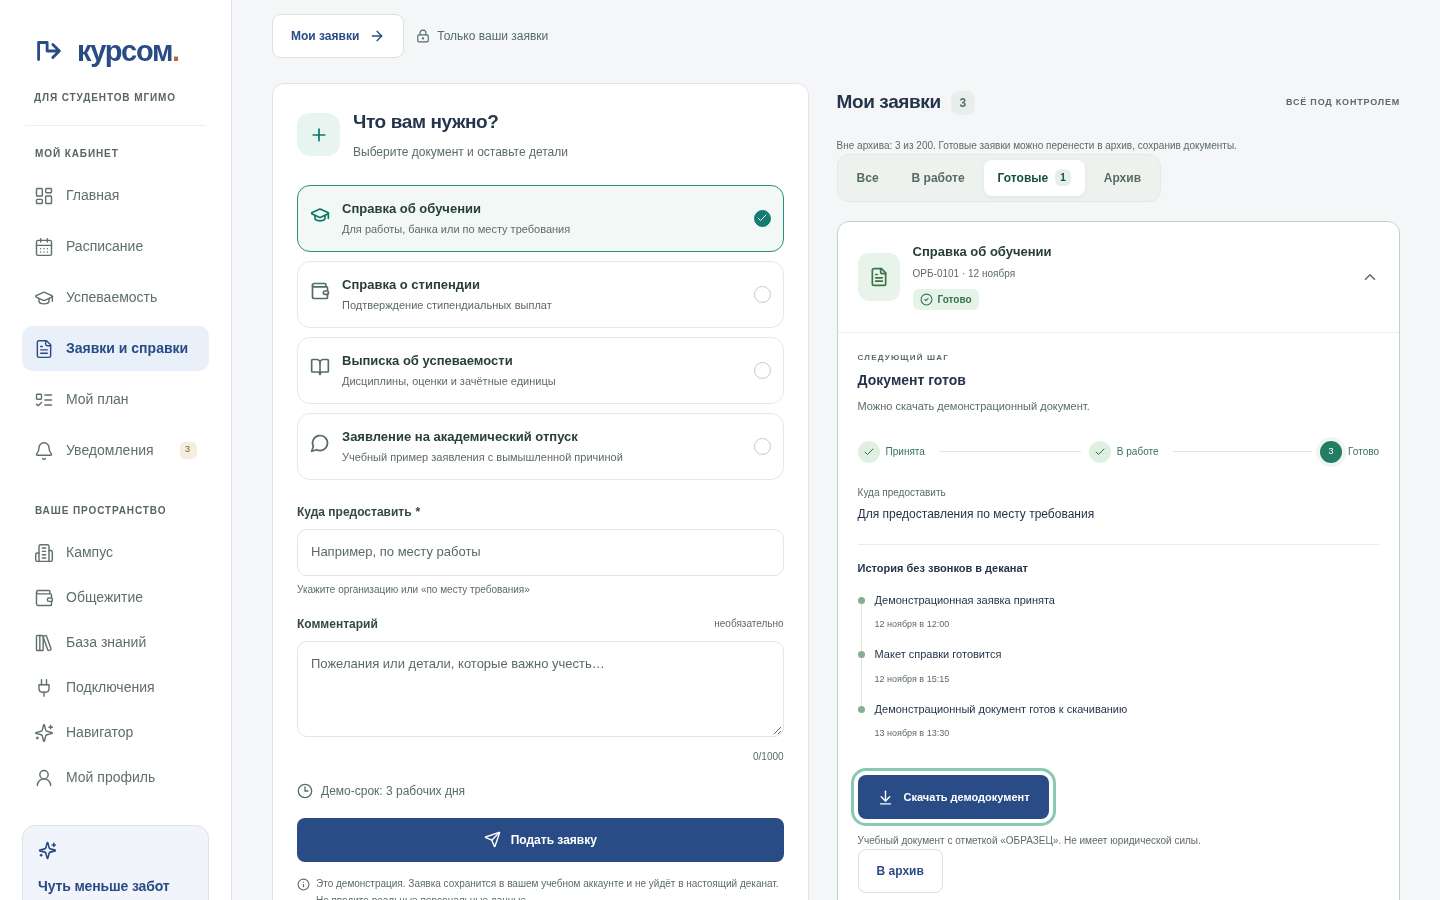 курсом.
ДЛЯ СТУДЕНТОВ МГИМО
МОЙ КАБИНЕТ
Главная
Расписание
Успеваемость
Заявки и справки
Мой план
Уведомления 3
ВАШЕ ПРОСТРАНСТВО
Кампус
Общежитие
База знаний
Подключения
Навигатор
Мой профиль
Чуть меньше забот
Мои заявки
Только ваши заявки
Что вам нужно?
Выберите документ и оставьте детали
Справка об обучении
Для работы, банка или по месту требования
Справка о стипендии
Подтверждение стипендиальных выплат
Выписка об успеваемости
Дисциплины, оценки и зачётные единицы
Заявление на академический отпуск
Учебный пример заявления с вымышленной причиной
Куда предоставить *
Например, по месту работы
Укажите организацию или «по месту требования»
Комментарий необязательно
Пожелания или детали, которые важно учесть…
0/1000
Демо-срок: 3 рабочих дня
Подать заявку
Это демонстрация. Заявка сохранится в вашем учебном аккаунте и не уйдёт в настоящий деканат.
Не вводите реальные персональные данные.
Мои заявки 3
ВСЁ ПОД КОНТРОЛЕМ
Вне архива: 3 из 200. Готовые заявки можно перенести в архив, сохранив документы.
Все В работе Готовые 1 Архив
Справка об обучении
ОРБ-0101 · 12 ноября
Готово
СЛЕДУЮЩИЙ ШАГ
Документ готов
Можно скачать демонстрационный документ.
Принята В работе 3 Готово
Куда предоставить
Для предоставления по месту требования
История без звонков в деканат
Демонстрационная заявка принята
12 ноября в 12:00
Макет справки готовится
12 ноября в 15:15
Демонстрационный документ готов к скачиванию
13 ноября в 13:30
Скачать демодокумент
Учебный документ с отметкой «ОБРАЗЕЦ». Не имеет юридической силы.
В архив